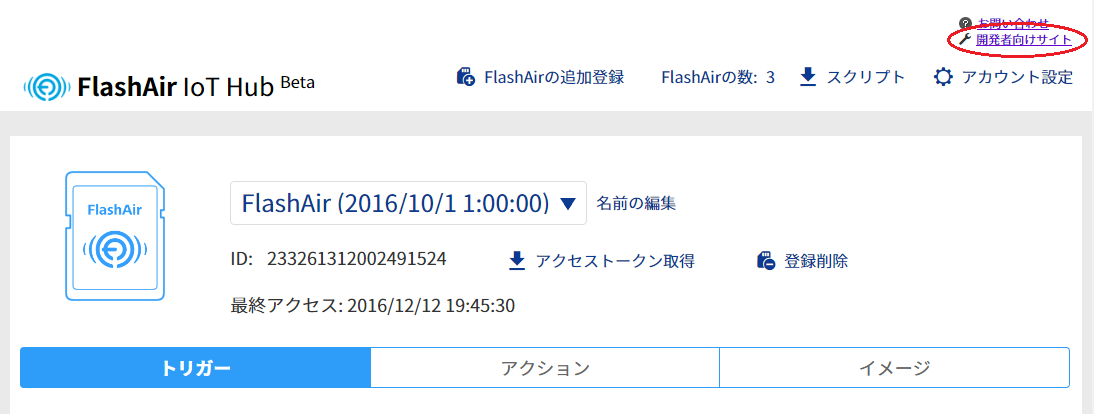 お問い合わせ
開発者向けサイト
FlashAir IoT Hub Beta
FlashAirの追加登録 FlashAirの数: 3 スクリプト アカウント設定
FlashAir
FlashAir (2016/10/1 1:00:00) ▼ 名前の編集
ID: 233261312002491524 アクセストークン取得 登録削除
最終アクセス: 2016/12/12 19:45:30
トリガー アクション イメージ